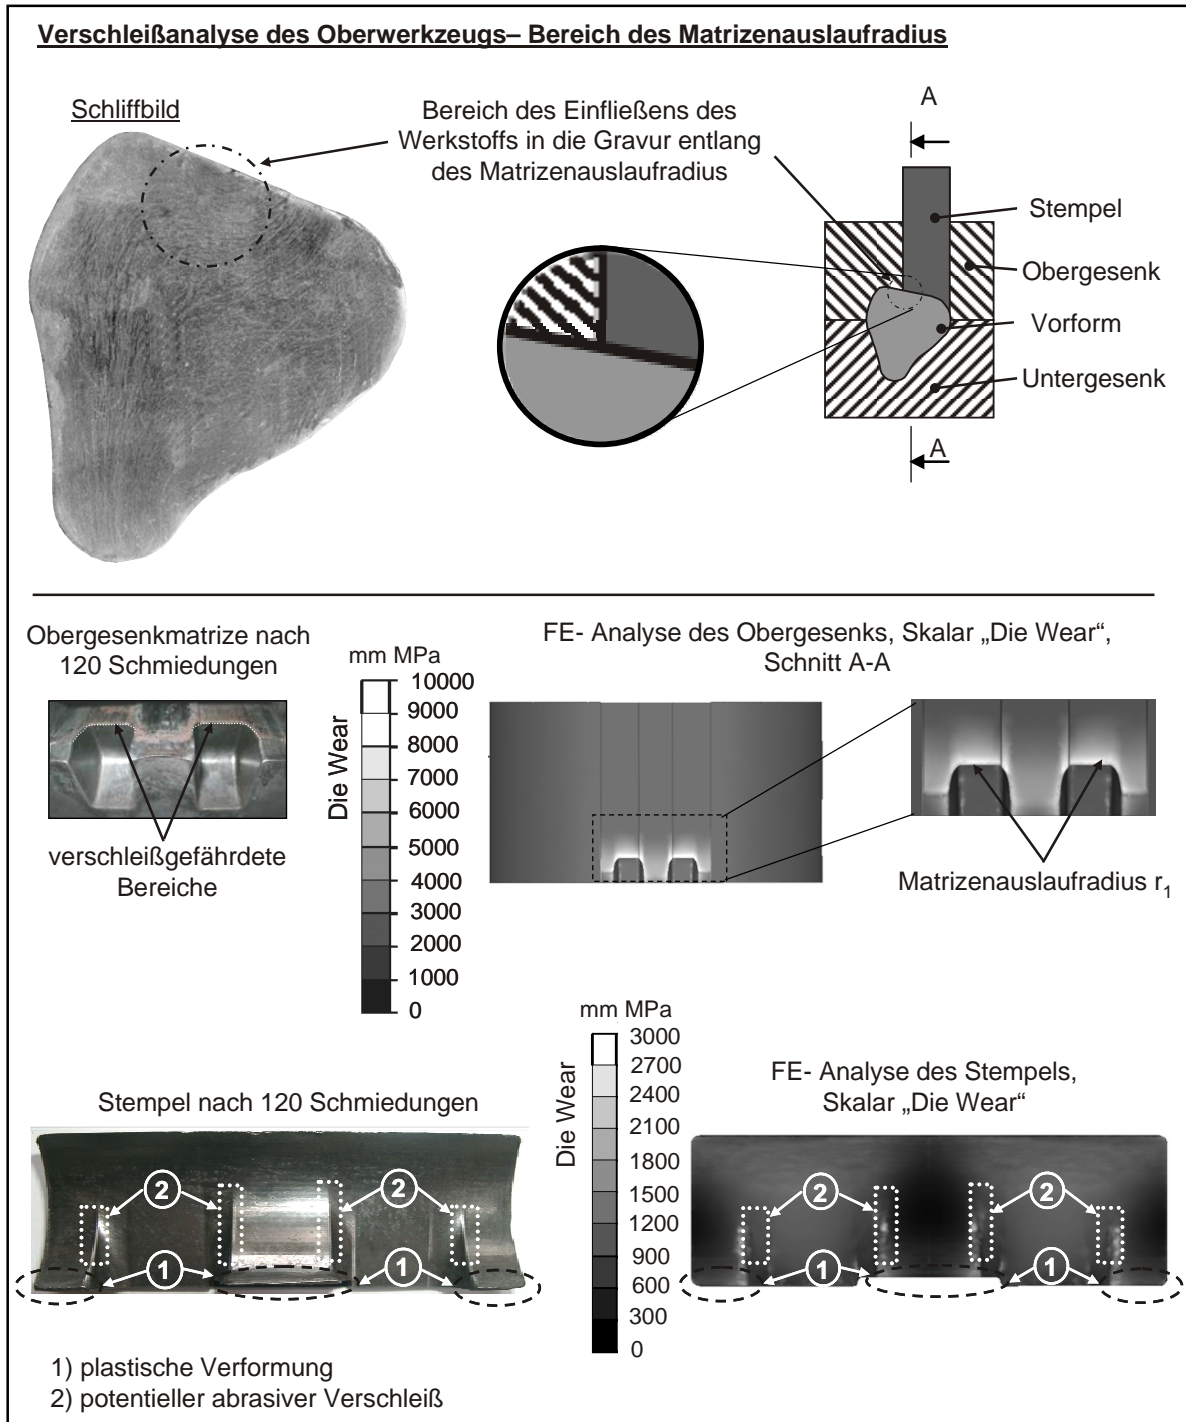 Verschleißanalyse des Oberwerkzeugs– Bereich des Matrizenauslaufradius
Schliffbild
Bereich des Einfließens des
Werkstoffs in die Gravur entlang
des Matrizenauslaufradius
A
Stempel
Obergesenk
Vorform
Untergesenk
A
Obergesenkmatrize nach
120 Schmiedungen
verschleißgefährdete
Bereiche
mm MPa
Die Wear
10000
9000
8000
7000
6000
5000
4000
3000
2000
1000
0
FE- Analyse des Obergesenks, Skalar „Die Wear“,
Schnitt A-A
Matrizenauslaufradius r1
Stempel nach 120 Schmiedungen
2
2
1
1
mm MPa
Die Wear
3000
2700
2400
2100
1800
1500
1200
900
600
300
0
FE- Analyse des Stempels,
Skalar „Die Wear“
2
2
1
1
1) plastische Verformung
2) potentieller abrasiver Verschleiß